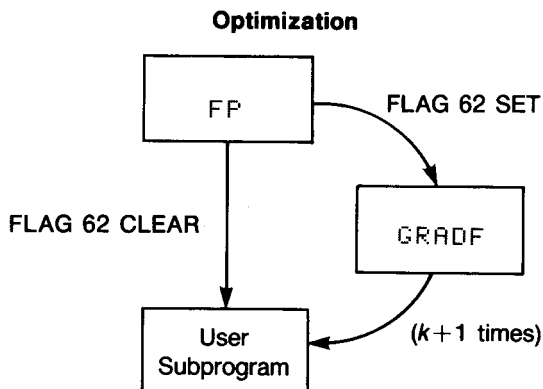 Optimization
FP
FLAG 62 SET
FLAG 62 CLEAR
GRADF
User
Subprogram
(k+1 times)